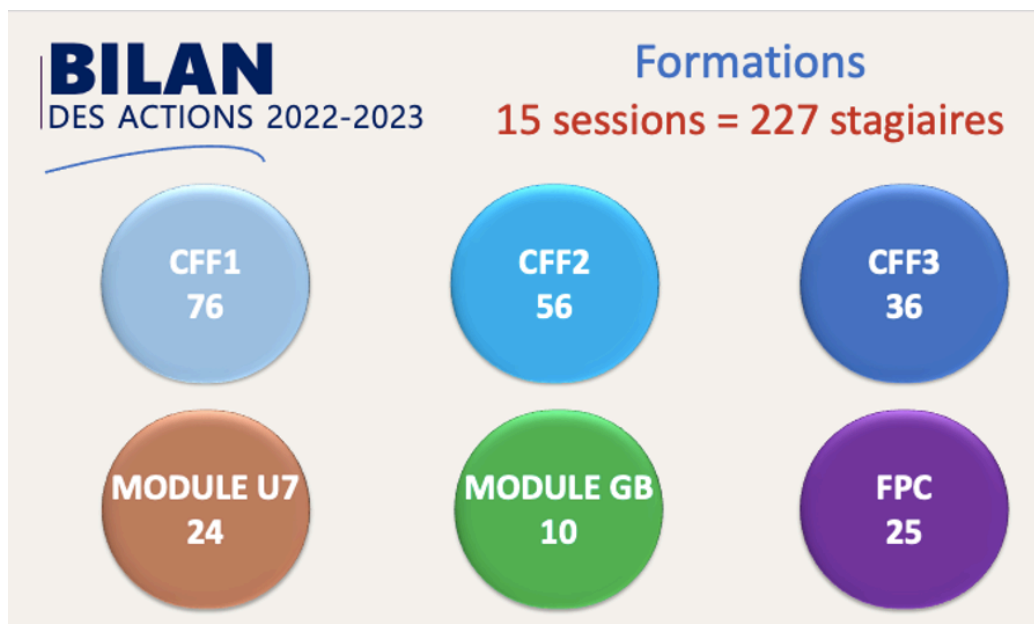 BILAN
DES ACTIONS 2022-2023
Formations
15 sessions = 227 stagiaires
CFF1
76
CFF2
56
CFF3
36
MODULE U7
24
MODULE GB
10
FPC
25